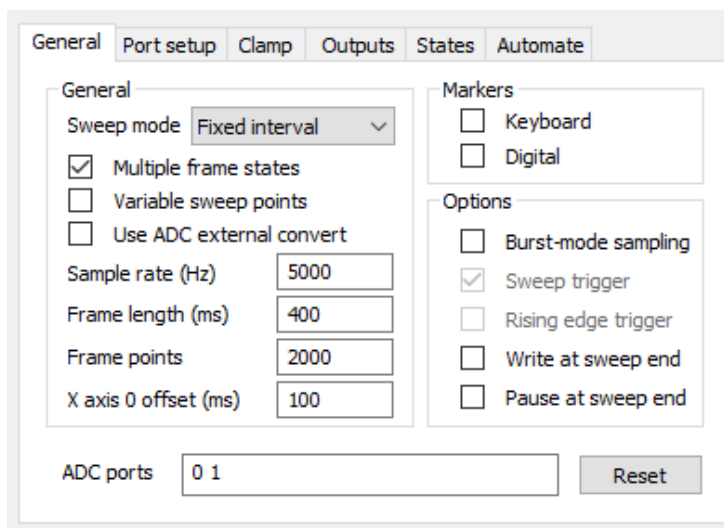 General Port setup Clamp Outputs States Automate
General
Sweep mode Fixed interval
Multiple frame states
Variable sweep points
Use ADC external convert
Sample rate (Hz) 5000
Frame length (ms) 400
Frame points 2000
X axis 0 offset (ms) 100
Markers
Keyboard
Digital
Options
Burst-mode sampling
Sweep trigger
Rising edge trigger
Write at sweep end
Pause at sweep end
ADC ports 0 1 Reset